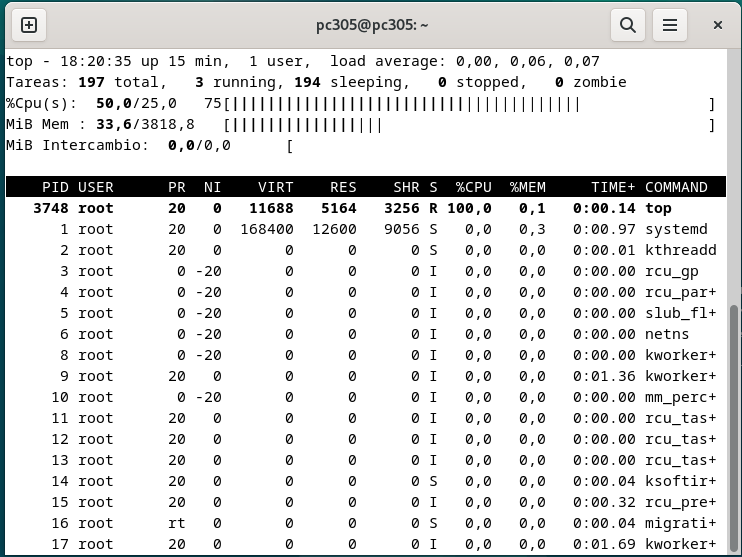 pc305@pc305: ~
top - 18:20:35 up 15 min,  1 user,  load average: 0,00, 0,06, 0,07
Tareas: 197 total,   3 running, 194 sleeping,   0 stopped,   0 zombie
%Cpu(s):  50,0/25,0   75[|||||||||||||||||||||||||||||||||||||||              ]
MiB Mem : 33,6/3818,8   [|||||||||||||||||                                    ]
MiB Intercambio:  0,0/0,0      [
PID USER      PR  NI    VIRT    RES    SHR S  %CPU  %MEM     TIME+ COMMAND
3748 root      20   0   11688   5164   3256 R 100,0   0,1   0:00.14 top
1 root      20   0  168400  12600   9056 S   0,0   0,3   0:00.97 systemd
2 root      20   0       0      0      0 S   0,0   0,0   0:00.01 kthreadd
3 root       0 -20       0      0      0 I   0,0   0,0   0:00.00 rcu_gp
4 root       0 -20       0      0      0 I   0,0   0,0   0:00.00 rcu_par+
5 root       0 -20       0      0      0 I   0,0   0,0   0:00.00 slub_fl+
6 root       0 -20       0      0      0 I   0,0   0,0   0:00.00 netns
8 root       0 -20       0      0      0 I   0,0   0,0   0:00.00 kworker+
9 root      20   0       0      0      0 I   0,0   0,0   0:01.36 kworker+
10 root       0 -20       0      0      0 I   0,0   0,0   0:00.00 mm_perc+
11 root      20   0       0      0      0 I   0,0   0,0   0:00.00 rcu_tas+
12 root      20   0       0      0      0 I   0,0   0,0   0:00.00 rcu_tas+
13 root      20   0       0      0      0 I   0,0   0,0   0:00.00 rcu_tas+
14 root      20   0       0      0      0 S   0,0   0,0   0:00.04 ksoftir+
15 root      20   0       0      0      0 I   0,0   0,0   0:00.32 rcu_pre+
16 root      rt   0       0      0      0 S   0,0   0,0   0:00.04 migrati+
17 root      20   0       0      0      0 I   0,0   0,0   0:01.69 kworker+